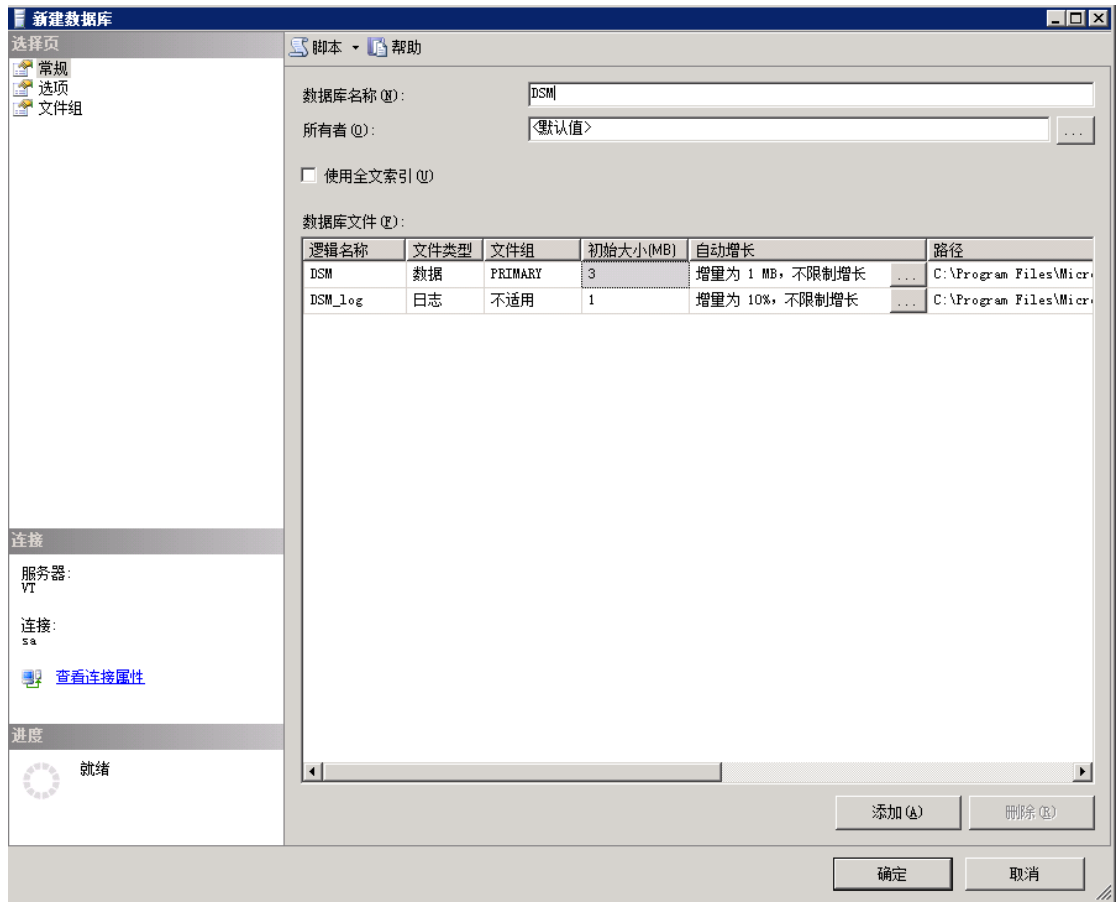 新建数据库
选择页
常规
选项
文件组
脚本 帮助
数据库名称(N): DSM
所有者(O): <默认值> ...
使用全文索引(U)
数据库文件(F):
逻辑名称 文件类型 文件组 初始大小(MB) 自动增长 路径
DSM 数据 PRIMARY 3 增量为 1 MB，不限制增长 ... C:\Program Files\Micr
DSM_log 日志 不适用 1 增量为 10%，不限制增长 ... C:\Program Files\Micr
连接
服务器:
VT
连接:
sa
查看连接属性
进度
就绪
添加(A) 删除(R)
确定 取消